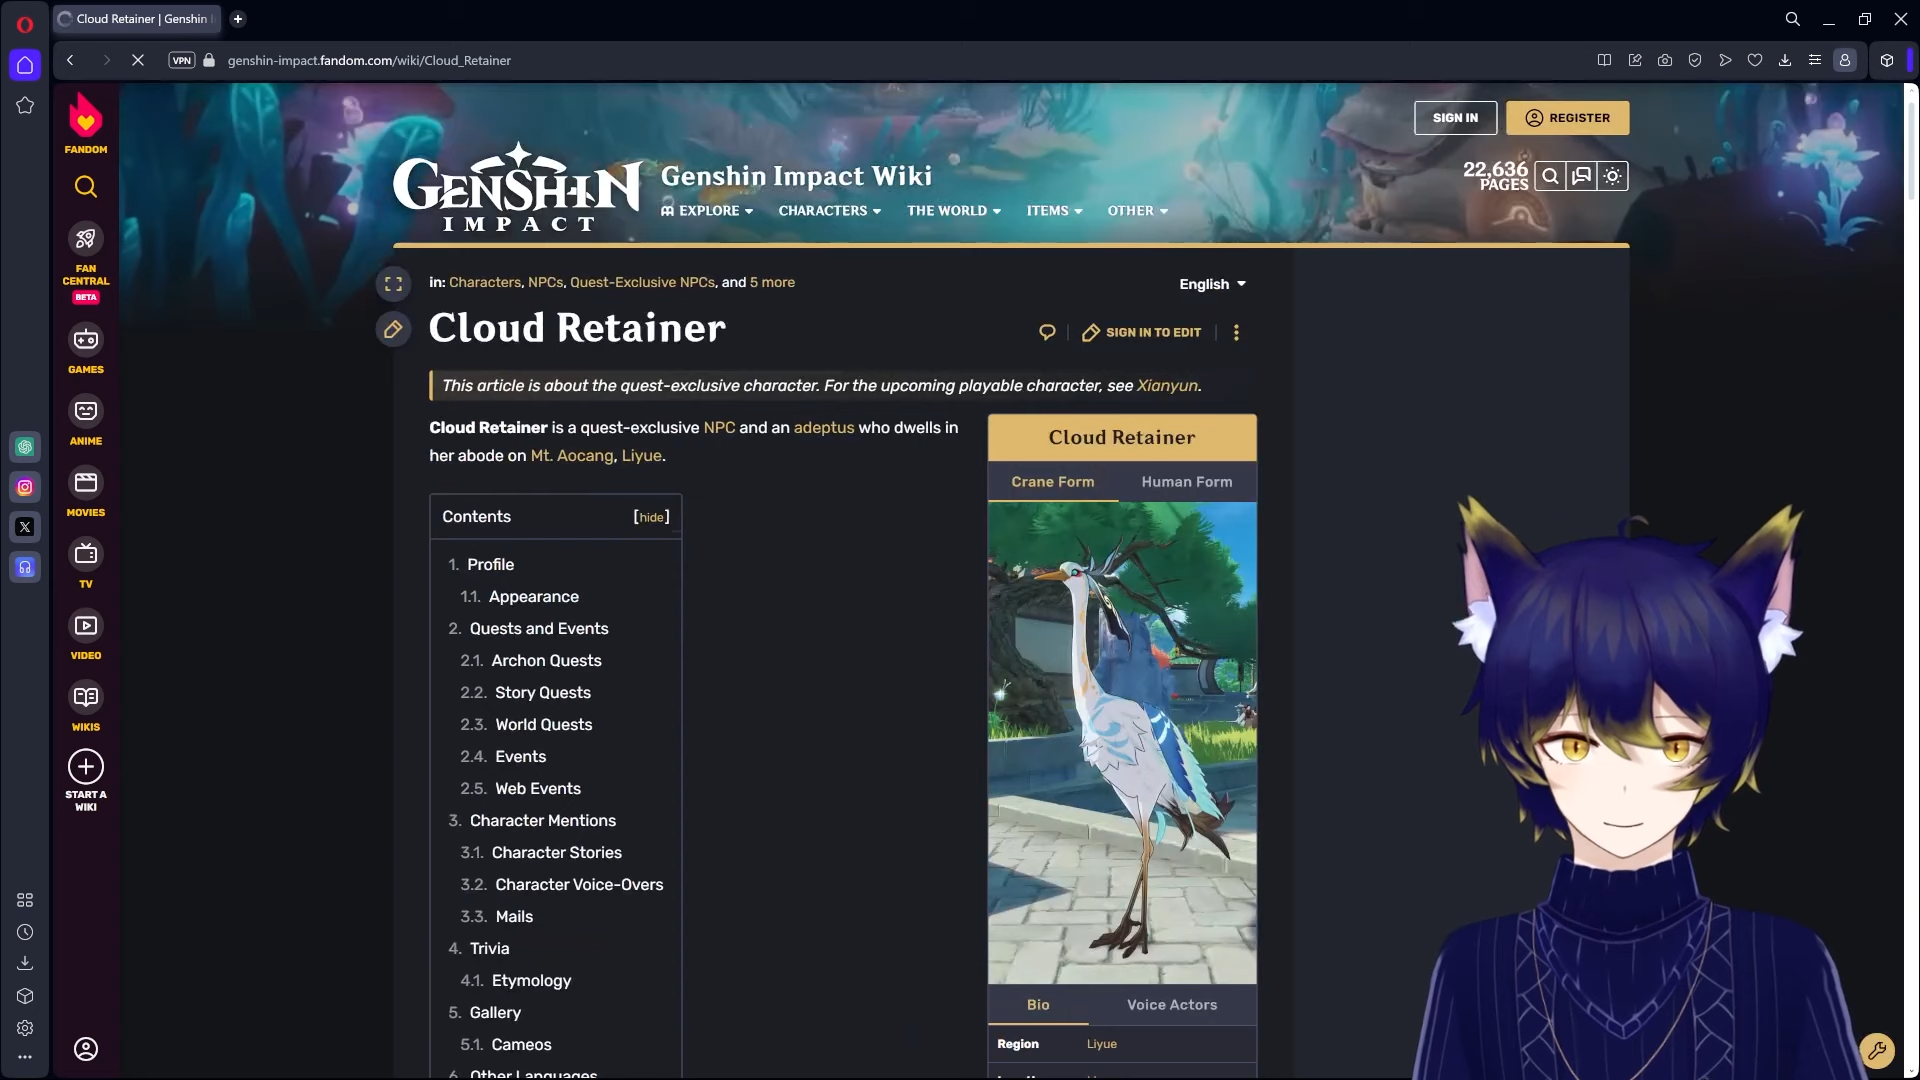 Cloud Retainer | Genshin I
VPN
genshin-impact.fandom.com/wiki/Cloud_Retainer
FANDOM
FAN
CENTRAL
BETA
GAMES
ANIME
MOVIES
TV
VIDEO
WIKIS
START A
WIKI
SIGN IN
REGISTER
GENSHIN
IMPACT
Genshin Impact Wiki
22,636
PAGES
EXPLORE
CHARACTERS
THE WORLD
ITEMS
OTHER
in: Characters, NPCs, Quest-Exclusive NPCs, and 5 more
English
Cloud Retainer
SIGN IN TO EDIT
This article is about the quest-exclusive character. For the upcoming playable character, see Xianyun.
Cloud Retainer is a quest-exclusive NPC and an adeptus who dwells in
her abode on Mt. Aocang, Liyue.
Contents [hide]
1. Profile
1.1. Appearance
2. Quests and Events
2.1. Archon Quests
2.2. Story Quests
2.3. World Quests
2.4. Events
2.5. Web Events
3. Character Mentions
3.1. Character Stories
3.2. Character Voice-Overs
3.3. Mails
4. Trivia
4.1. Etymology
5. Gallery
5.1. Cameos
6. Other Languages
Cloud Retainer
Crane Form
Human Form
Bio
Voice Actors
Region Liyue